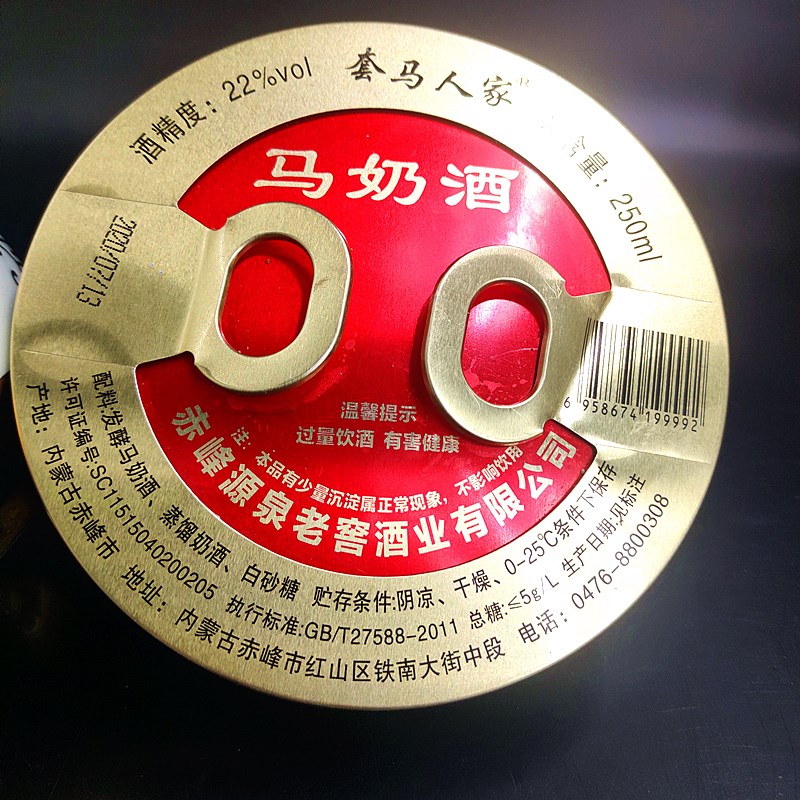 套马人家
酒精度：22%vol
含量：250ml
马奶酒
2020/07/13
6 958674 199992
温馨提示
过量饮酒 有害健康
注：本品有少量沉淀属正常现象，不影响饮用
赤峰源泉老窖酒业有限公司
配料:发酵马奶酒、蒸馏奶酒、白砂糖 贮存条件:阴凉、干燥、0-25℃条件下保存
许可证编号:SC11515040200205 执行标准:GB/T27588-2011 总糖:≤5g/L 生产日期:见标注
产地：内蒙古赤峰市 地址：内蒙古赤峰市红山区铁南大街中段 电话：0476-8800308